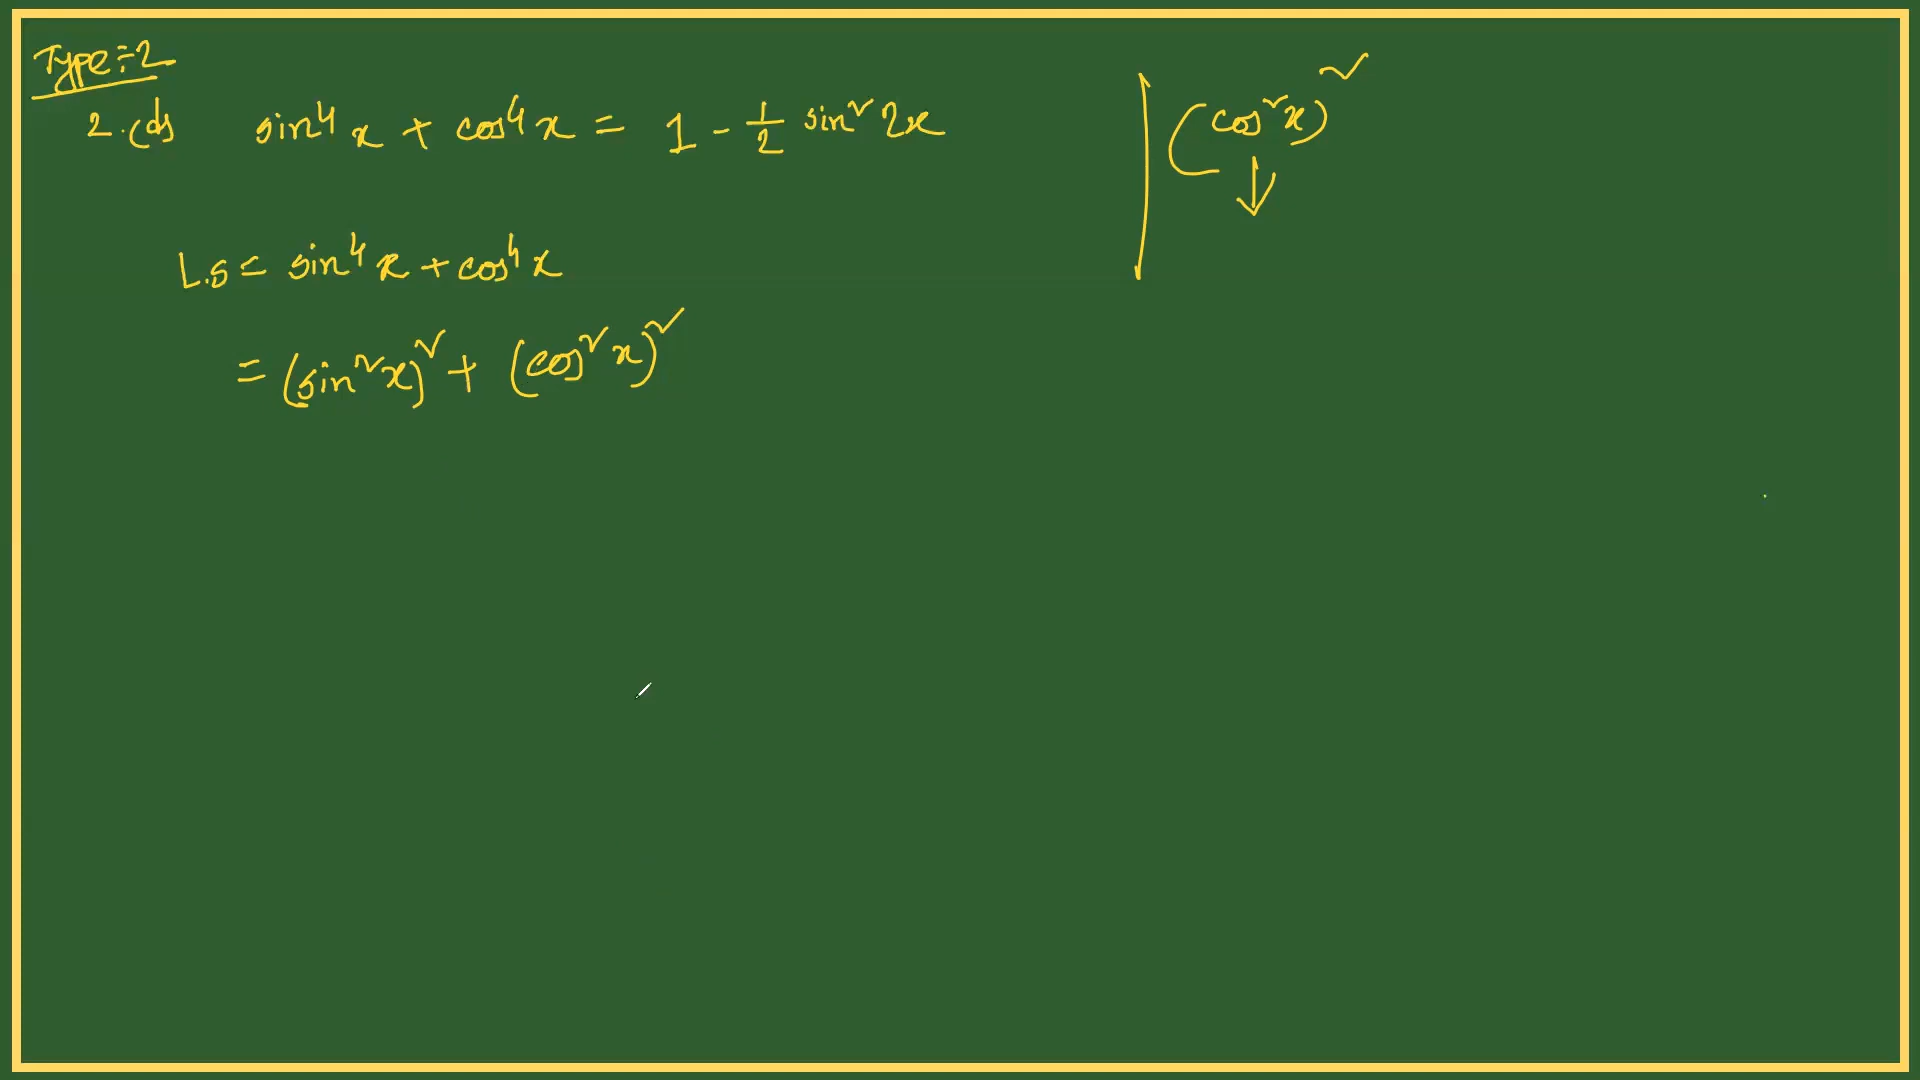 Type:-2
2.(d) sin⁴x + cos⁴x = 1 - 1/2 sin²2x
(cos²x)²
L.S = sin⁴x + cos⁴x
= (sin²x)² + (cos²x)²